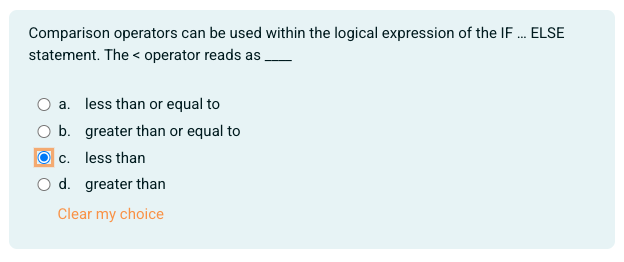 Comparison operators can be used within the logical expression of the IF ... ELSE
statement. The < operator reads as ____
a. less than or equal to
b. greater than or equal to
c. less than
d. greater than
Clear my choice